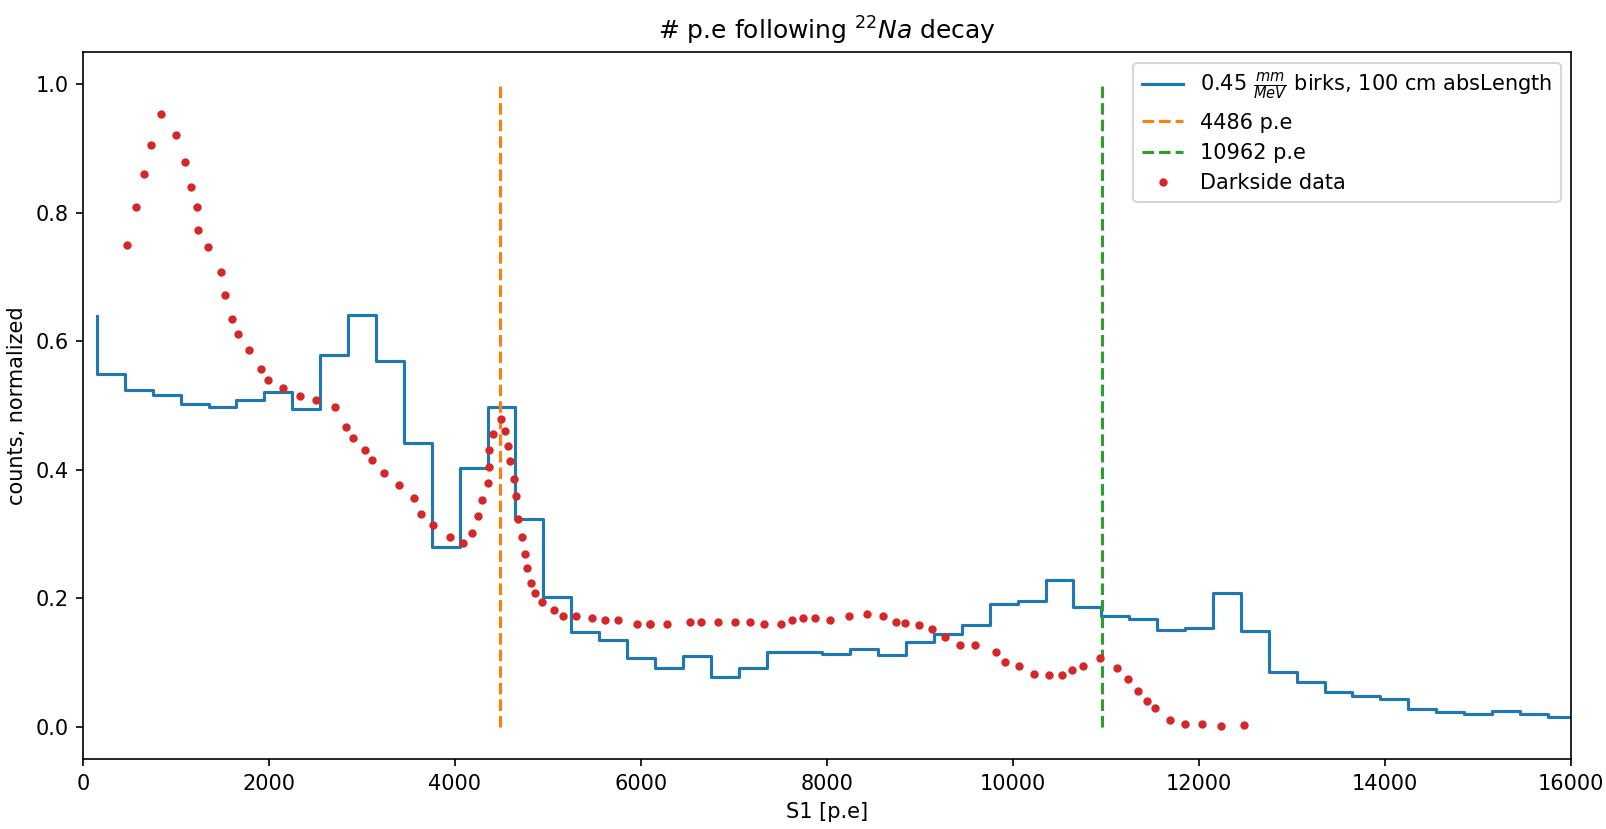 # p.e following ²²Na decay
counts, normalized
1.0
0.8
0.6
0.4
0.2
0.0
0.45 mm/MeV birks, 100 cm absLength
4486 p.e
10962 p.e
Darkside data
0 2000 4000 6000 8000 10000 12000 14000 16000
S1 [p.e]